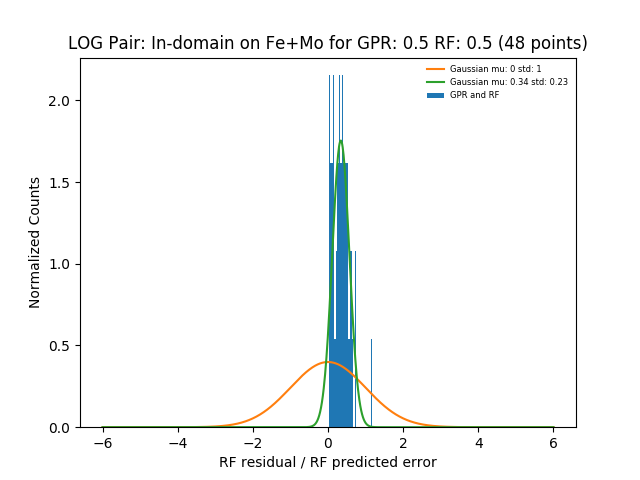 LOG Pair: In-domain on Fe+Mo for GPR: 0.5 RF: 0.5 (48 points)
Gaussian mu: 0 std: 1
Gaussian mu: 0.34 std: 0.23
GPR and RF
Normalized Counts
2.0
1.5
1.0
0.5
0.0
−6 −4 −2 0 2 4 6
RF residual / RF predicted error